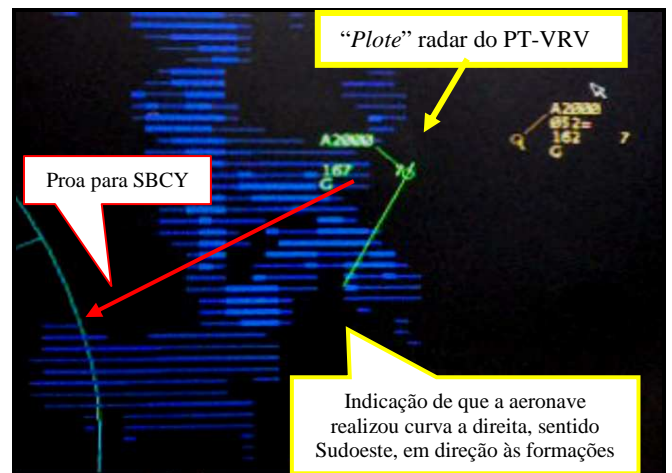 “Plote” radar do PT-VRV
A2000
052=
162 7
G
A2000
167 7
G
Proa para SBCY
Indicação de que a aeronave
realizou curva a direita, sentido
Sudoeste, em direção às formações